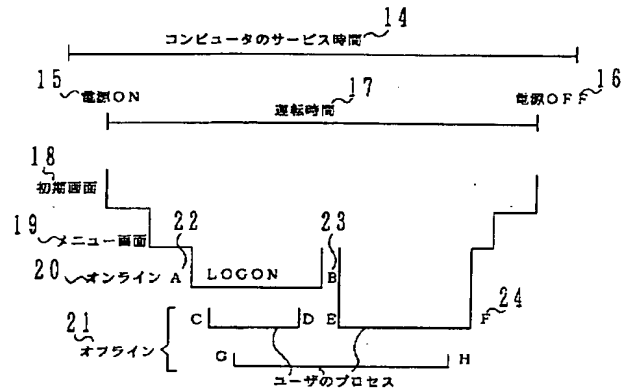 14
コンピュータのサービス時間
15 17 16
電源ON 運転時間 電源OFF
18
初期画面
19 22 23
メニュー画面
20 オンライン A LOGON B
24
C D E F
21
オフライン
G H
ユーザのプロセス